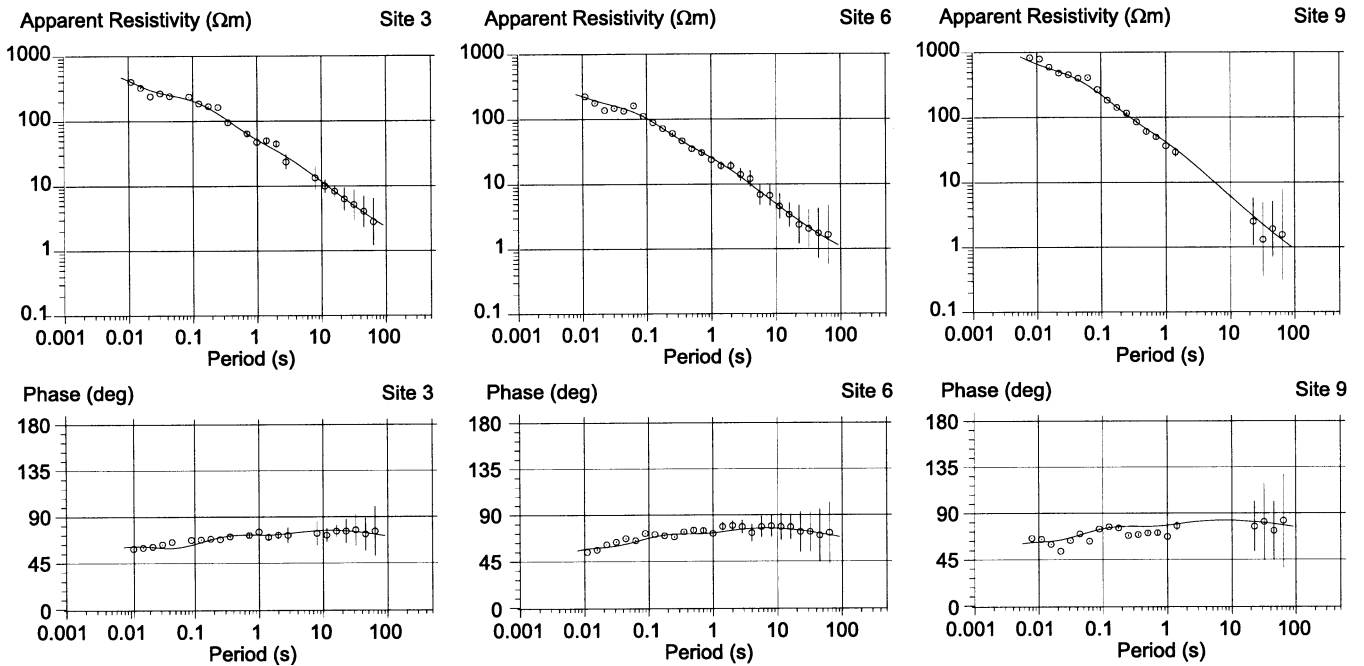 Apparent Resistivity (Ωm) Site 3
1000
100
10
1
0.1
0.001 0.01 0.1 1 10 100
Period (s)
Apparent Resistivity (Ωm) Site 6
1000
100
10
1
0.1
0.001 0.01 0.1 1 10 100
Period (s)
Apparent Resistivity (Ωm) Site 9
1000
100
10
1
0.1
0.001 0.01 0.1 1 10 100
Period (s)
Phase (deg) Site 3
180
135
90
45
0
0.001 0.01 0.1 1 10 100
Period (s)
Phase (deg) Site 6
180
135
90
45
0
0.001 0.01 0.1 1 10 100
Period (s)
Phase (deg) Site 9
180
135
90
45
0
0.001 0.01 0.1 1 10 100
Period (s)